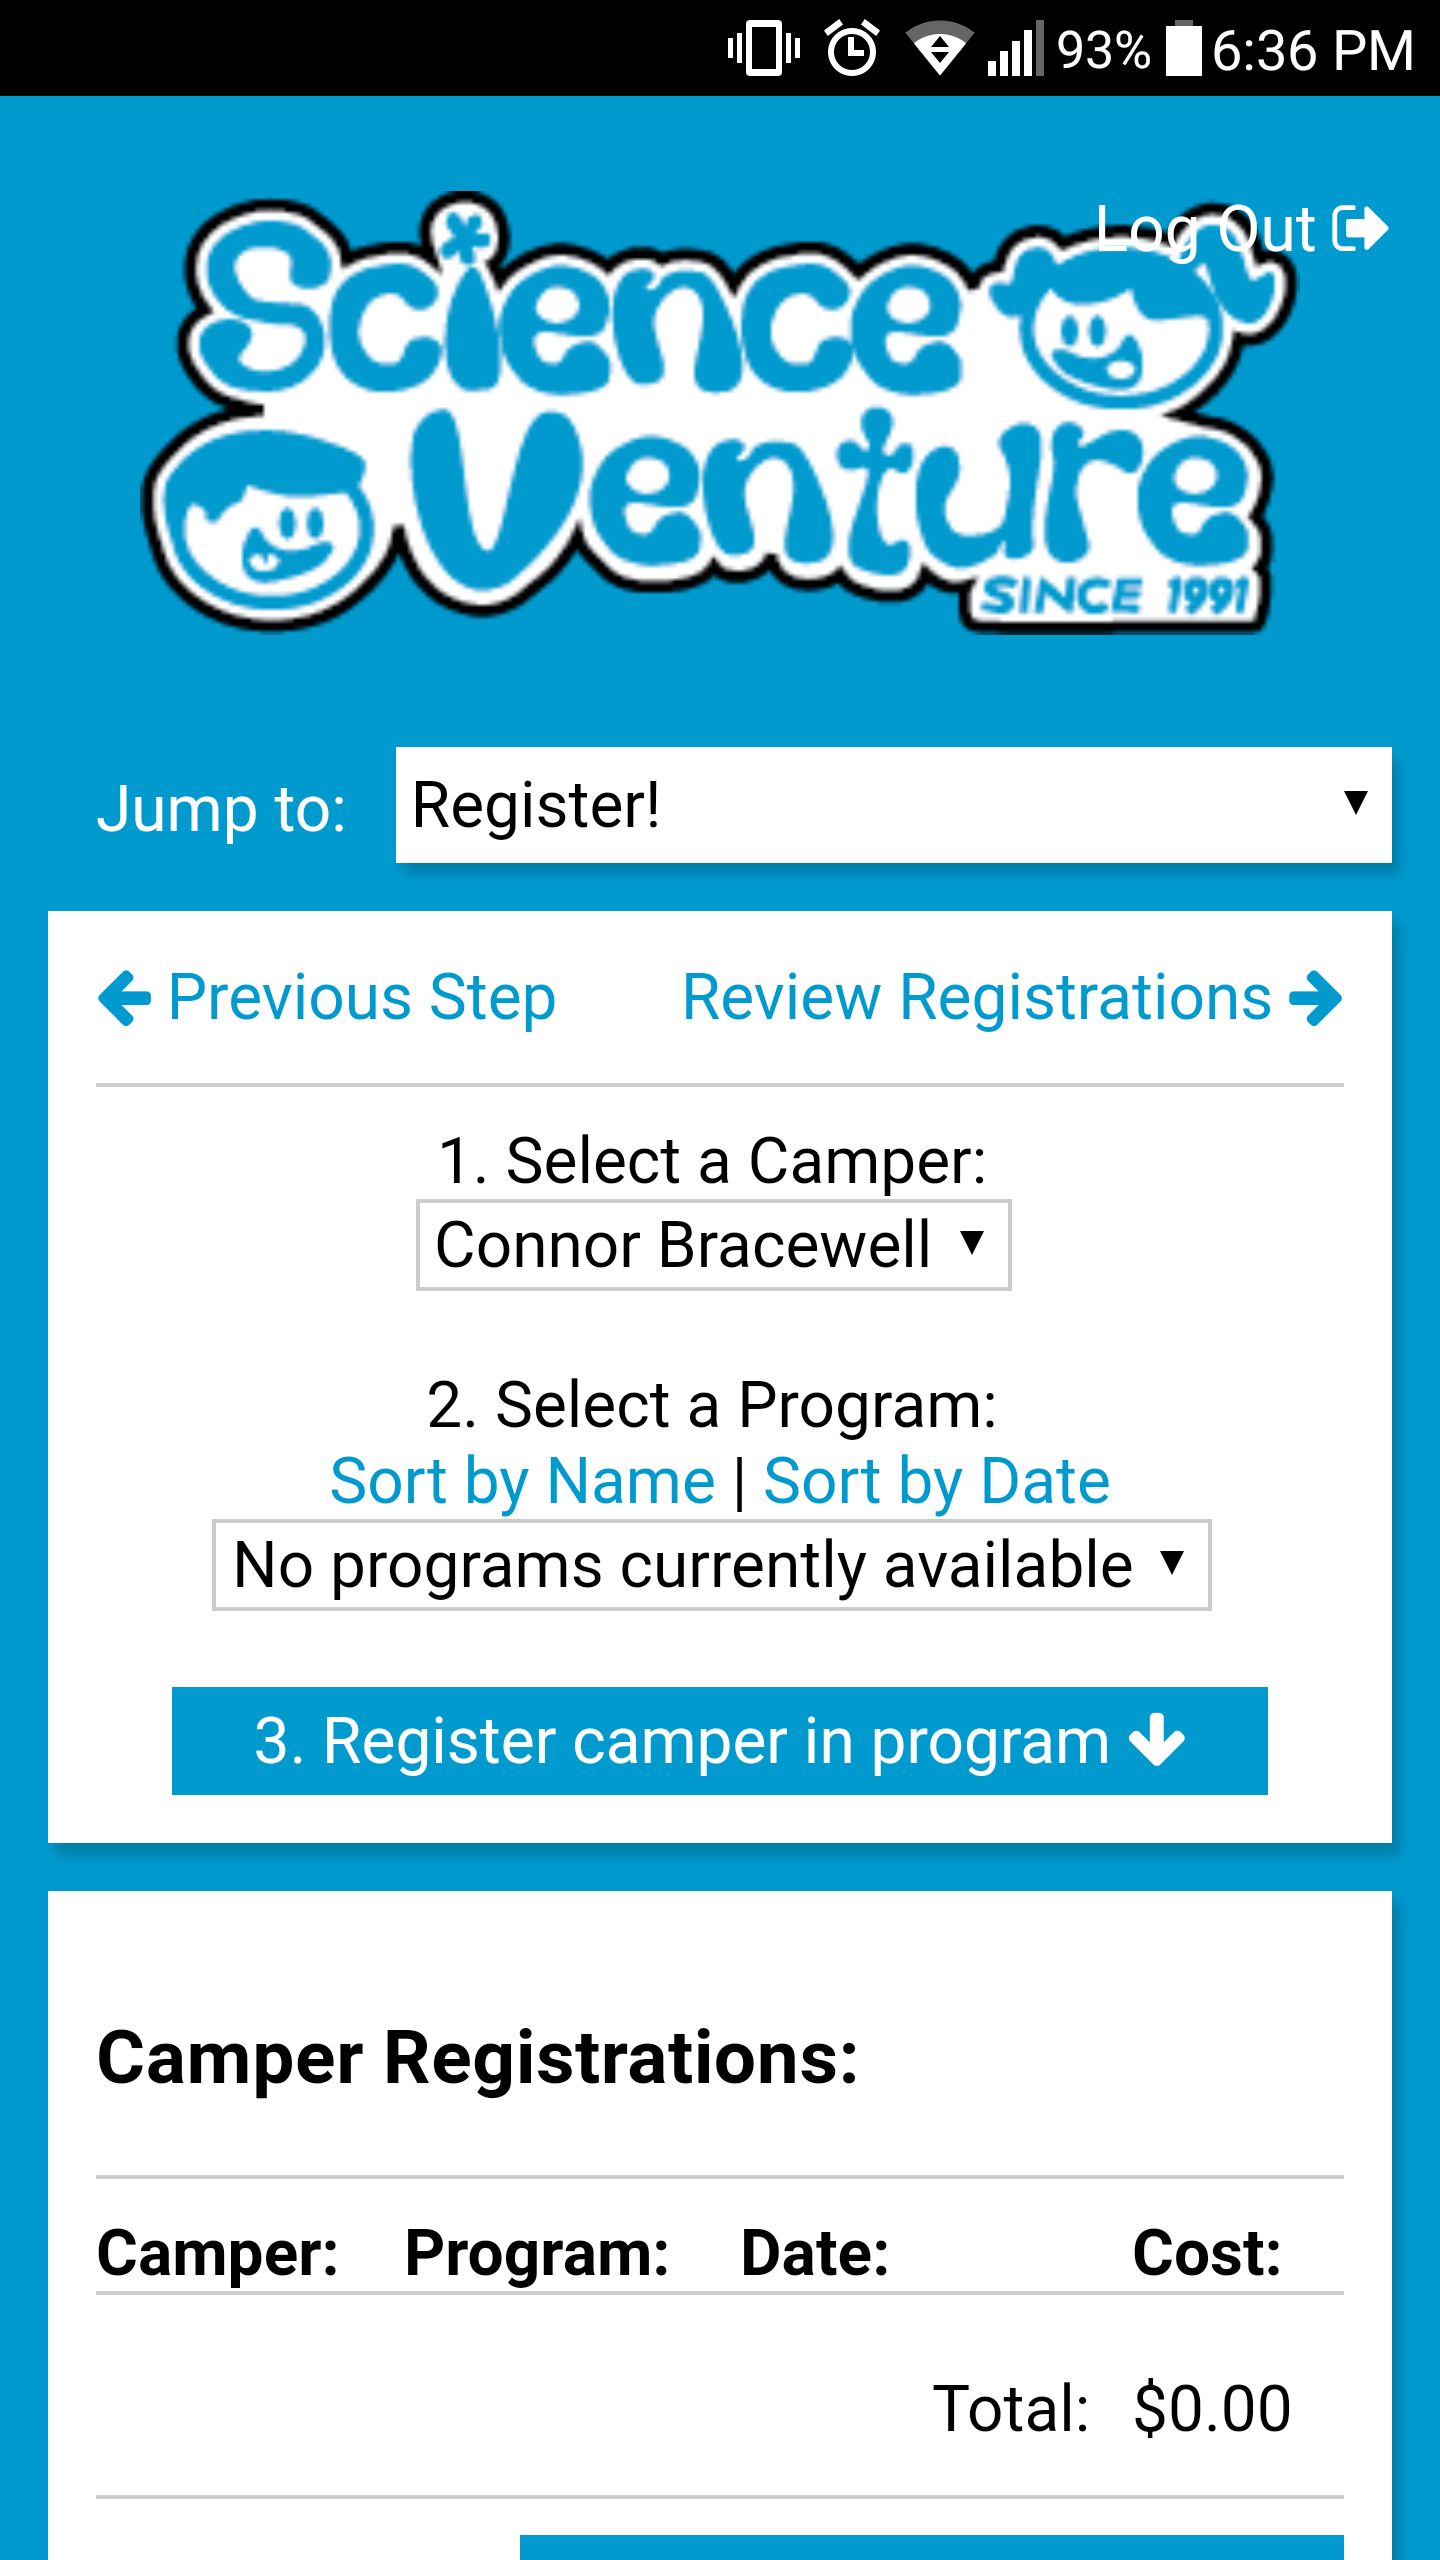 93% 6:36 PM
Log Out
Science
Venture
SINCE 1991
Jump to: Register!
Previous Step Review Registrations
1. Select a Camper:
Connor Bracewell
2. Select a Program:
Sort by Name | Sort by Date
No programs currently available
3. Register camper in program
Camper Registrations:
Camper: Program: Date: Cost:
Total: $0.00